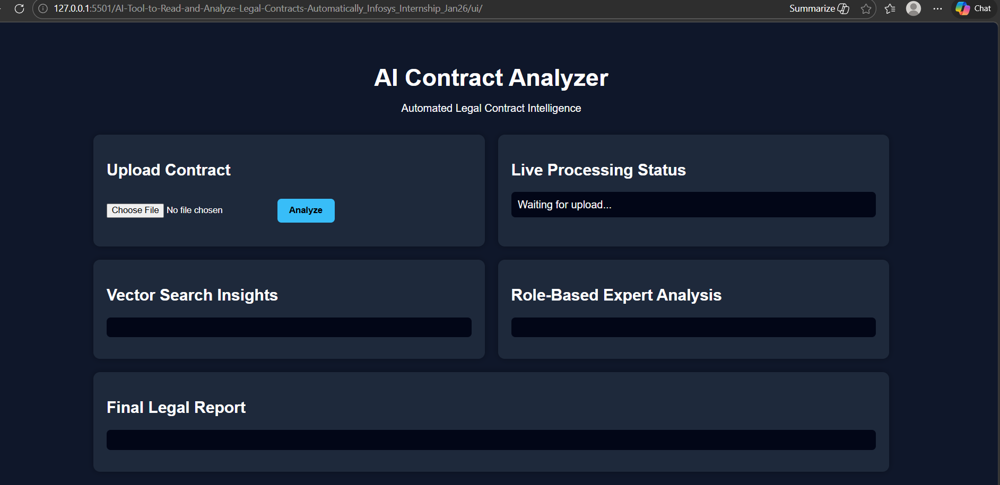 127.0.0.1:5501/AI-Tool-to-Read-and-Analyze-Legal-Contracts-Automatically_Infosys_Internship_Jan26/ui/
Summarize
Chat
AI Contract Analyzer
Automated Legal Contract Intelligence
Upload Contract
Choose File No file chosen
Analyze
Live Processing Status
Waiting for upload...
Vector Search Insights
Role-Based Expert Analysis
Final Legal Report